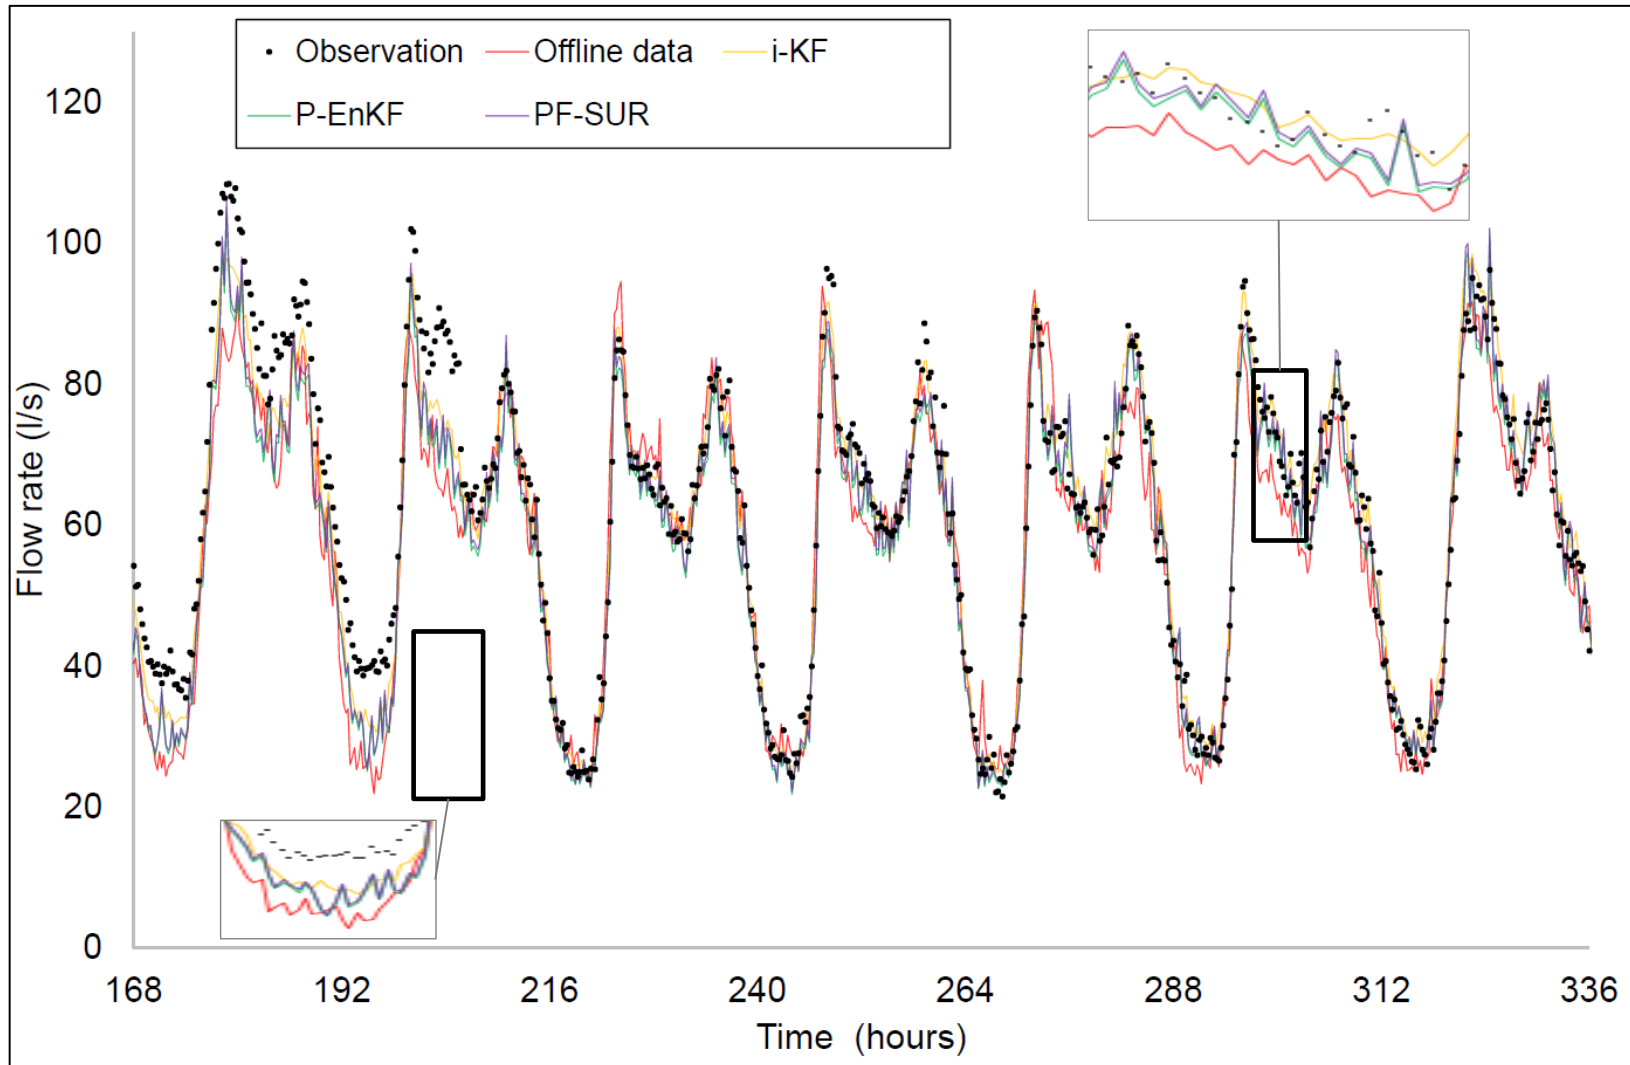 Observation Offline data i-KF
P-EnKF PF-SUR
120
100
80
60
40
20
0
Flow rate (l/s)
168 192 216 240 264 288 312 336
Time (hours)